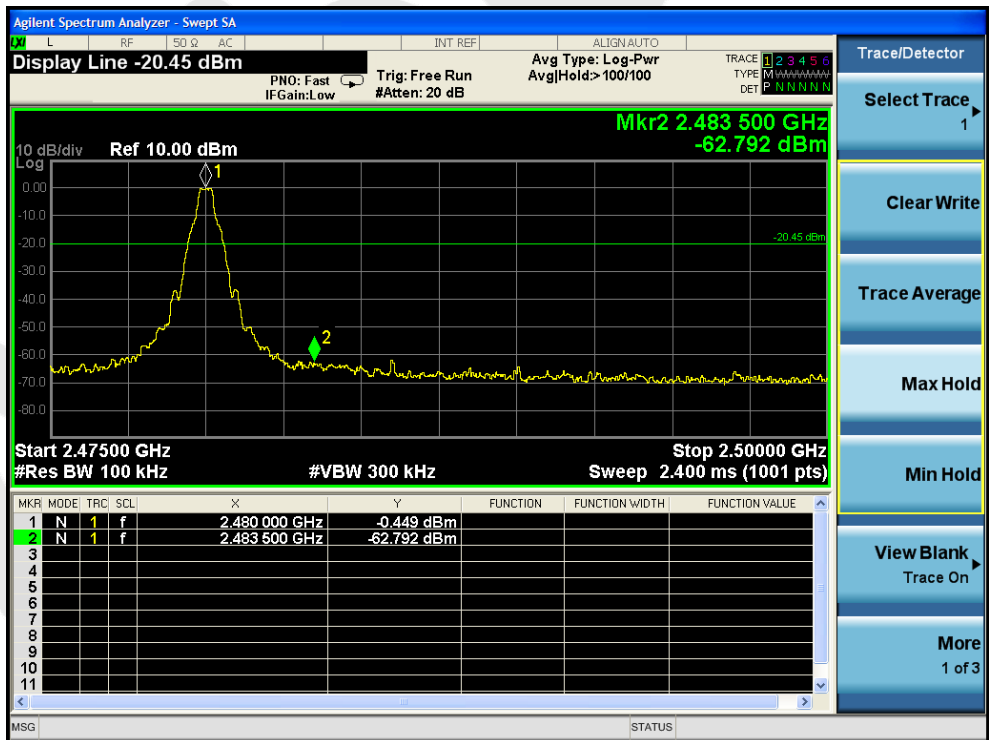 Agilent Spectrum Analyzer - Swept SA
LXI L RF 50 Ω AC INT REF ALIGNAUTO
Display Line -20.45 dBm
PNO: Fast
IFGain:Low
Trig: Free Run
#Atten: 20 dB
Avg Type: Log-Pwr
Avg|Hold:>100/100
TRACE 1 2 3 4 5 6
TYPE M WWWWW
DET P N N N N N
Mkr2 2.483 500 GHz
-62.792 dBm
10 dB/div Ref 10.00 dBm
Log
1
0.00
-10.0
-20.0
-20.45 dBm
-30.0
-40.0
-50.0
2
-60.0
-70.0
-80.0
Start 2.47500 GHz Stop 2.50000 GHz
#Res BW 100 kHz #VBW 300 kHz Sweep 2.400 ms (1001 pts)
MKR MODE TRC SCL X Y FUNCTION FUNCTION WIDTH FUNCTION VALUE
1 N 1 f 2.480 000 GHz -0.449 dBm
2 N 1 f 2.483 500 GHz -62.792 dBm
3
4
5
6
7
8
9
10
11
MSG STATUS
Trace/Detector
Select Trace
1
Clear Write
Trace Average
Max Hold
Min Hold
View Blank
Trace On
More
1 of 3